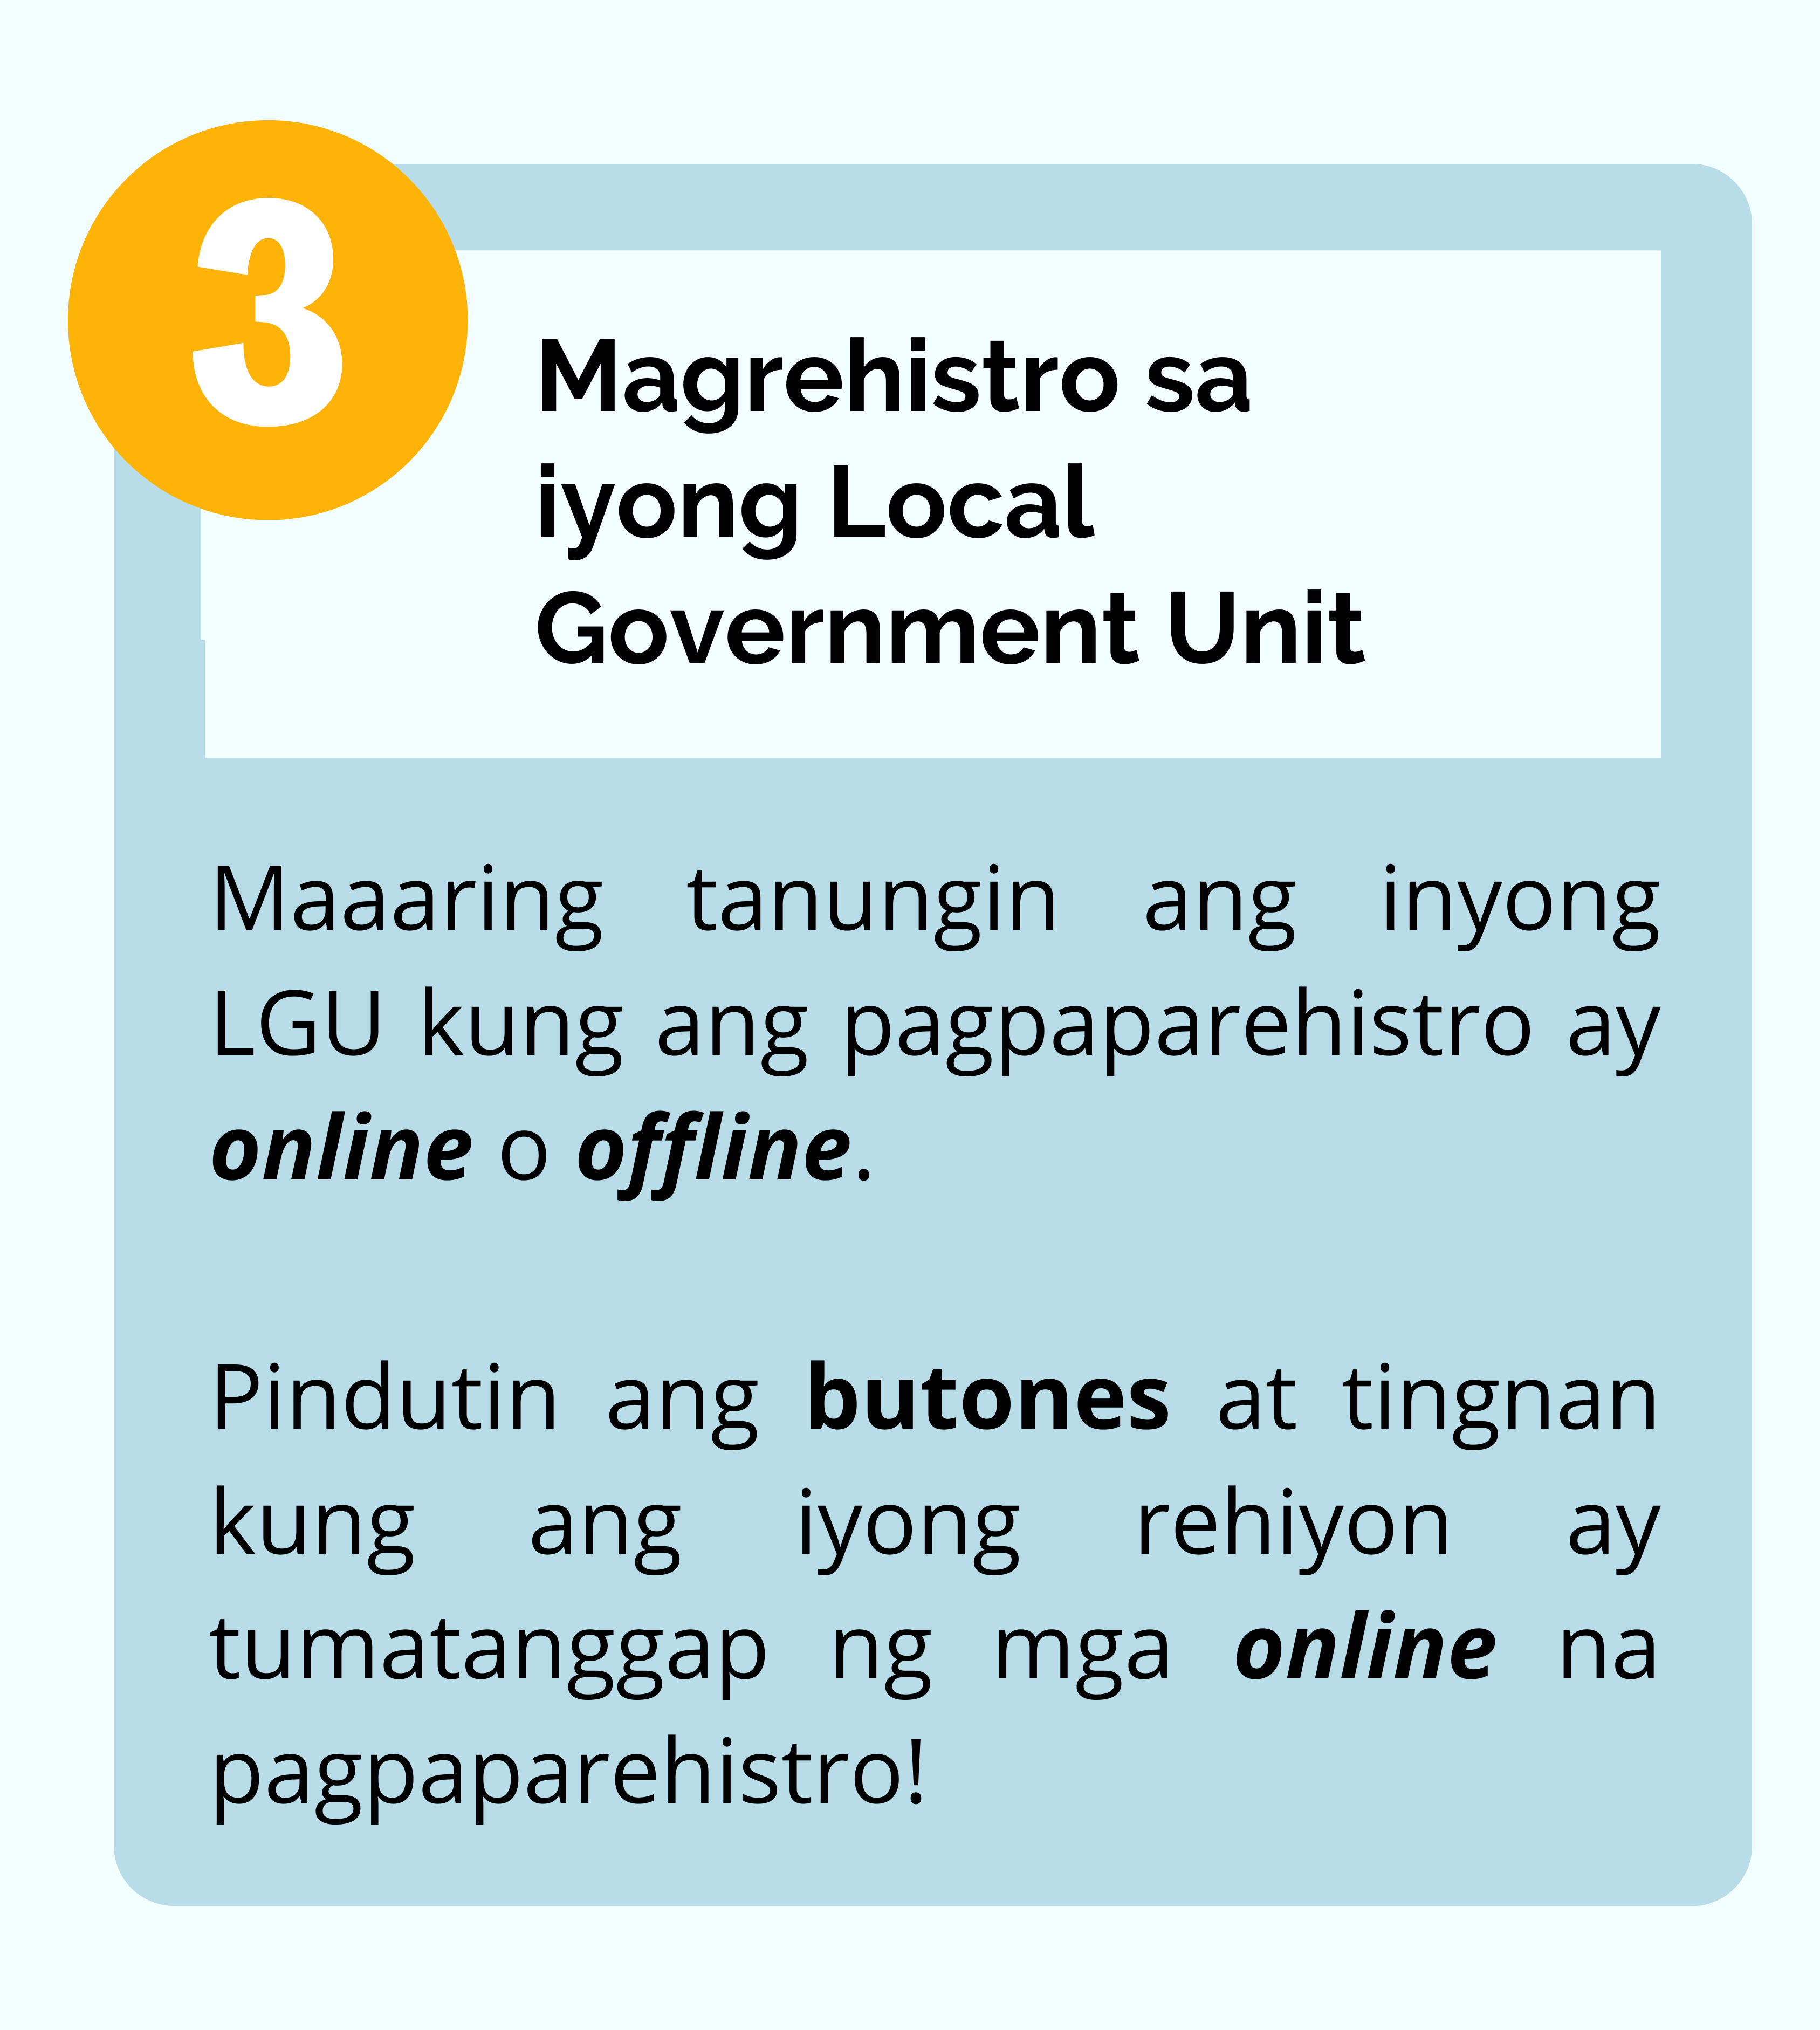 3
Magrehistro sa
iyong Local
Government Unit
Maaaring tanungin ang inyong
LGU kung ang pagpaparehistro ay
online o offline.
Pindutin ang butones at tingnan
kung ang iyong rehiyon ay
tumatanggap ng mga online na
pagpaparehistro!